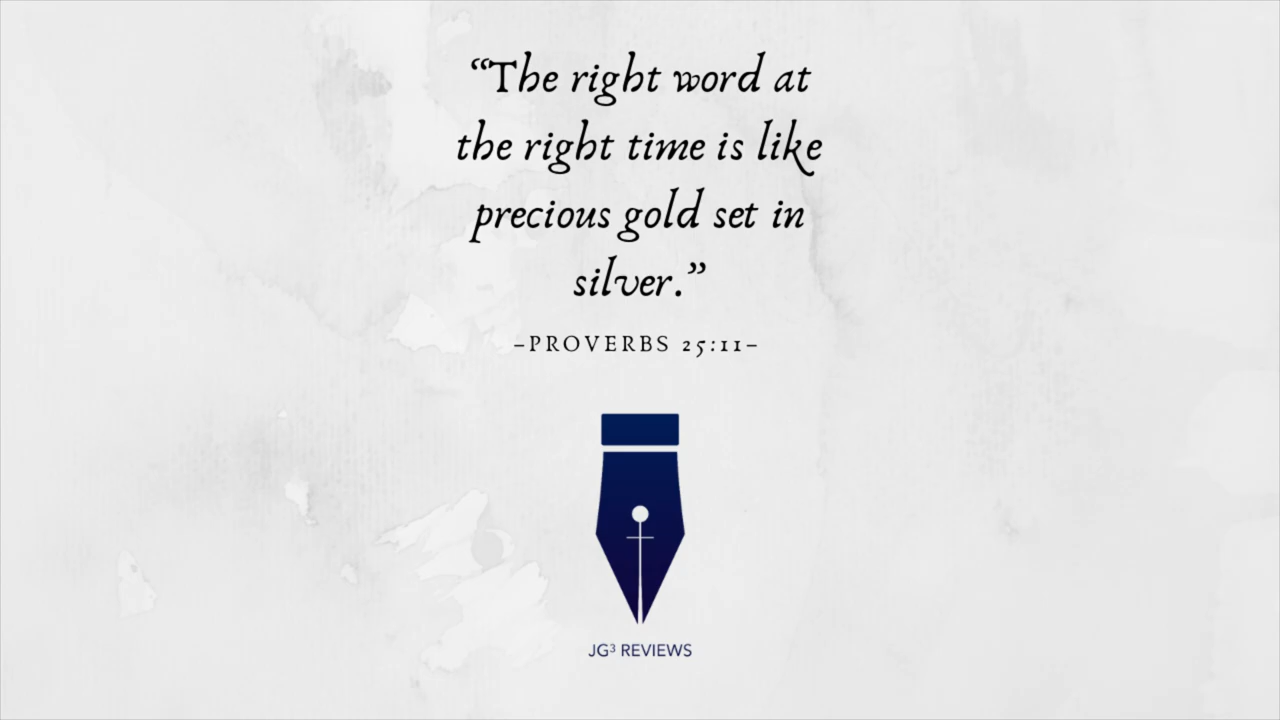 “The right word at
the right time is like
precious gold set in
silver.”
–PROVERBS 25:11–
JG³ REVIEWS